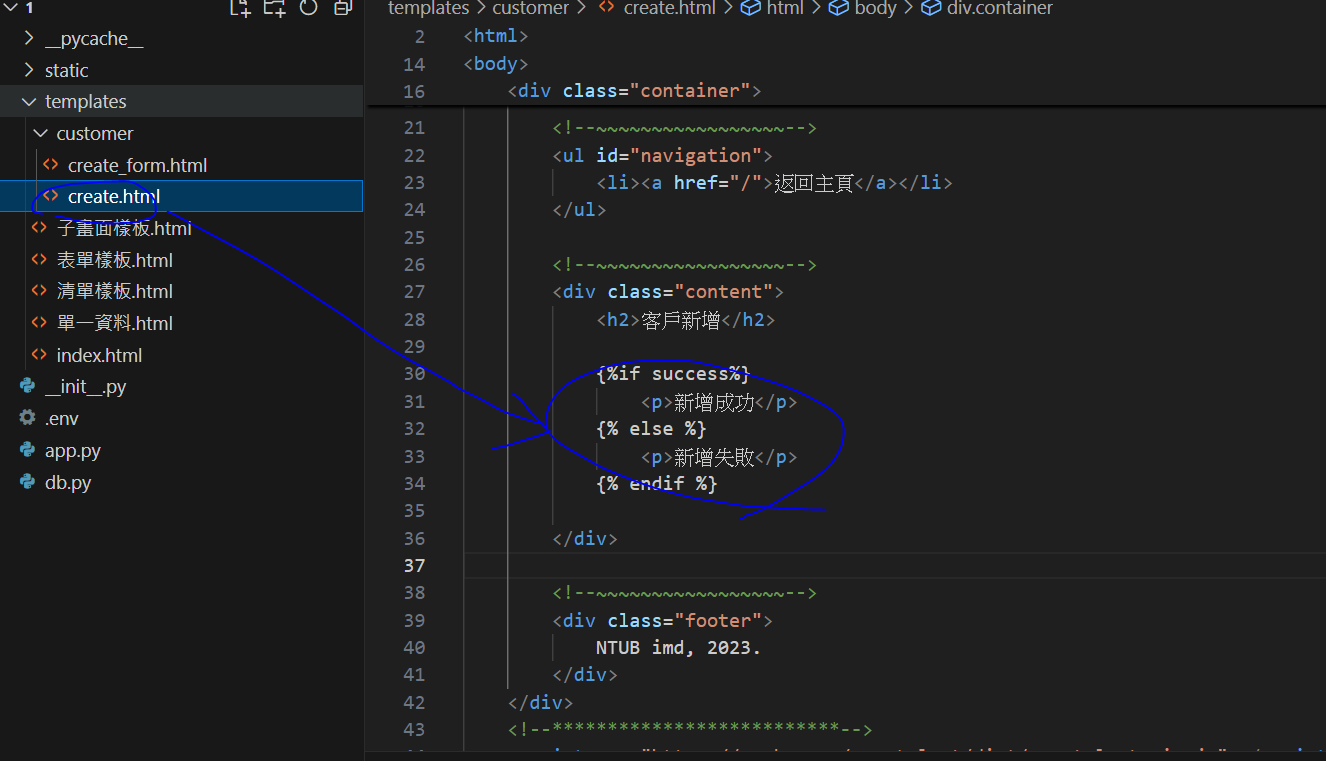 1
__pycache__
static
templates
customer
create_form.html
create.html
子畫面樣板.html
表單樣板.html
清單樣板.html
單一資料.html
index.html
__init__.py
.env
app.py
db.py
templates > customer > create.html > html > body > div.container
2 <html>
14 <body>
16 <div class="container">
21 <!--~~~~~~~~~~~~~~~~~-->
22 <ul id="navigation">
23 <li><a href="/">返回主頁</a></li>
24 </ul>
25
26 <!--~~~~~~~~~~~~~~~~~-->
27 <div class="content">
28 <h2>客戶新增</h2>
29
30 {%if success%}
31 <p>新增成功</p>
32 {% else %}
33 <p>新增失敗</p>
34 {% endif %}
35
36 </div>
37
38 <!--~~~~~~~~~~~~~~~~~-->
39 <div class="footer">
40 NTUB imd, 2023.
41 </div>
42 </div>
43 <!--**************************-->